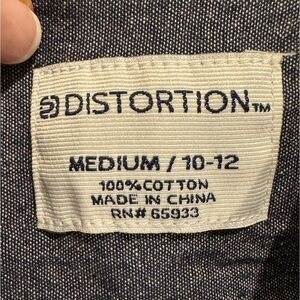 DISTORTION™
MEDIUM / 10-12
100% COTTON
MADE IN CHINA
RN# 65933